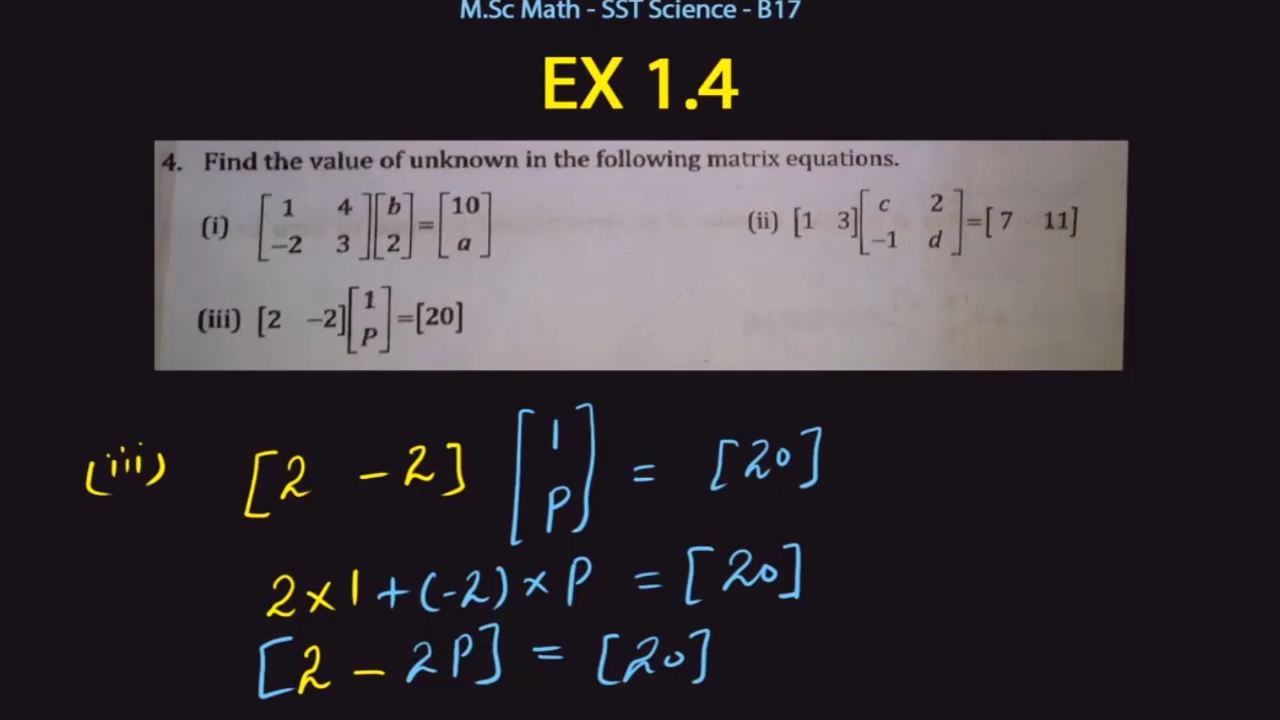 M.Sc Math - SST Science - B17
EX 1.4
4. Find the value of unknown in the following matrix equations.
(i) [1 4; −2 3][b; 2]=[10; a] (ii) [1 3][c 2; −1 d]=[7 11]
(iii) [2 −2][1; P]=[20]
(iii) [2 -2] [1; P] = [20]
2×1+(-2)×P = [20]
[2 - 2P] = [20]